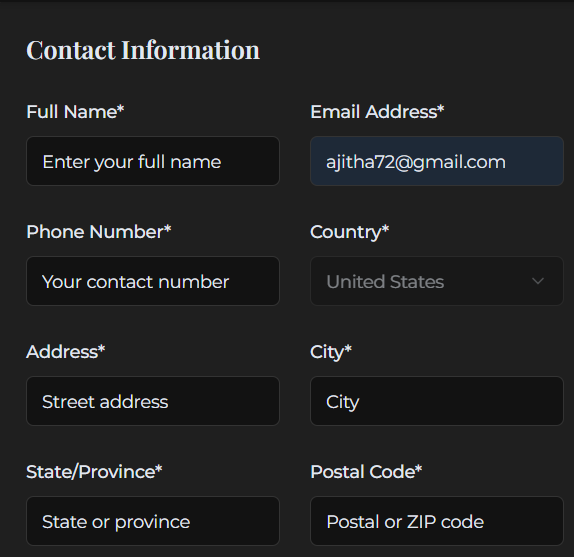 Contact Information
Full Name*
Email Address*
Enter your full name
ajitha72@gmail.com
Phone Number*
Country*
Your contact number
United States
Address*
City*
Street address
City
State/Province*
Postal Code*
State or province
Postal or ZIP code